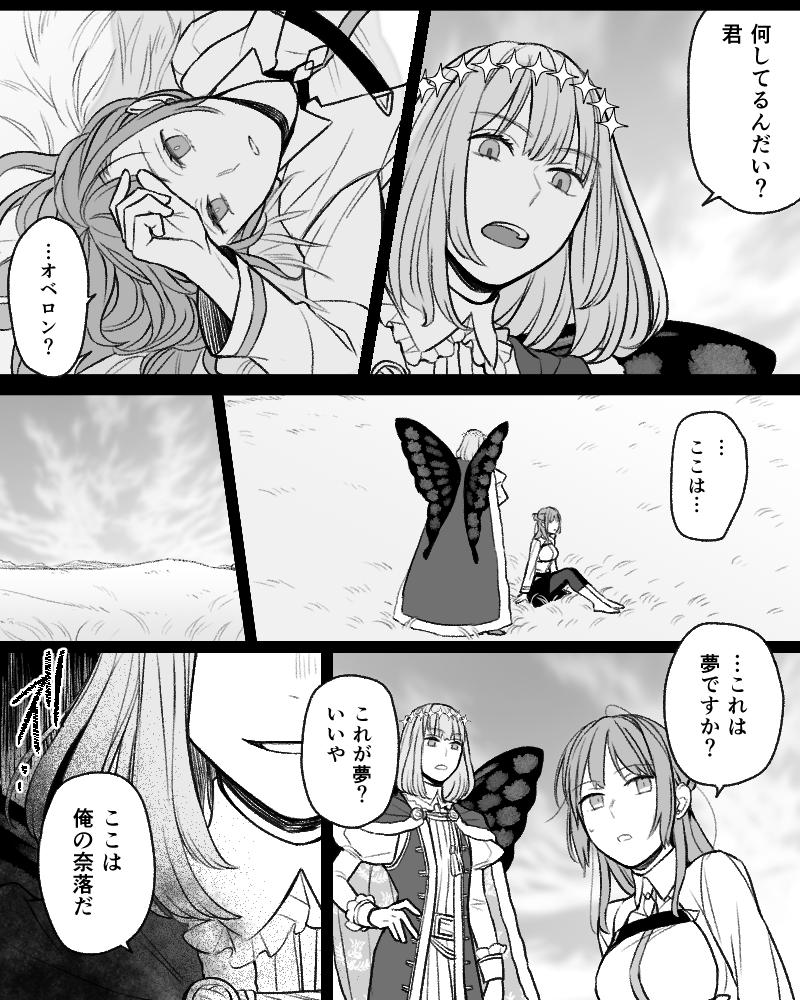 何してるんだい？
君
…オベロン？
…
ここは…
…これは
夢ですか？
これが夢？
いいや
ここは
俺の奈落だ